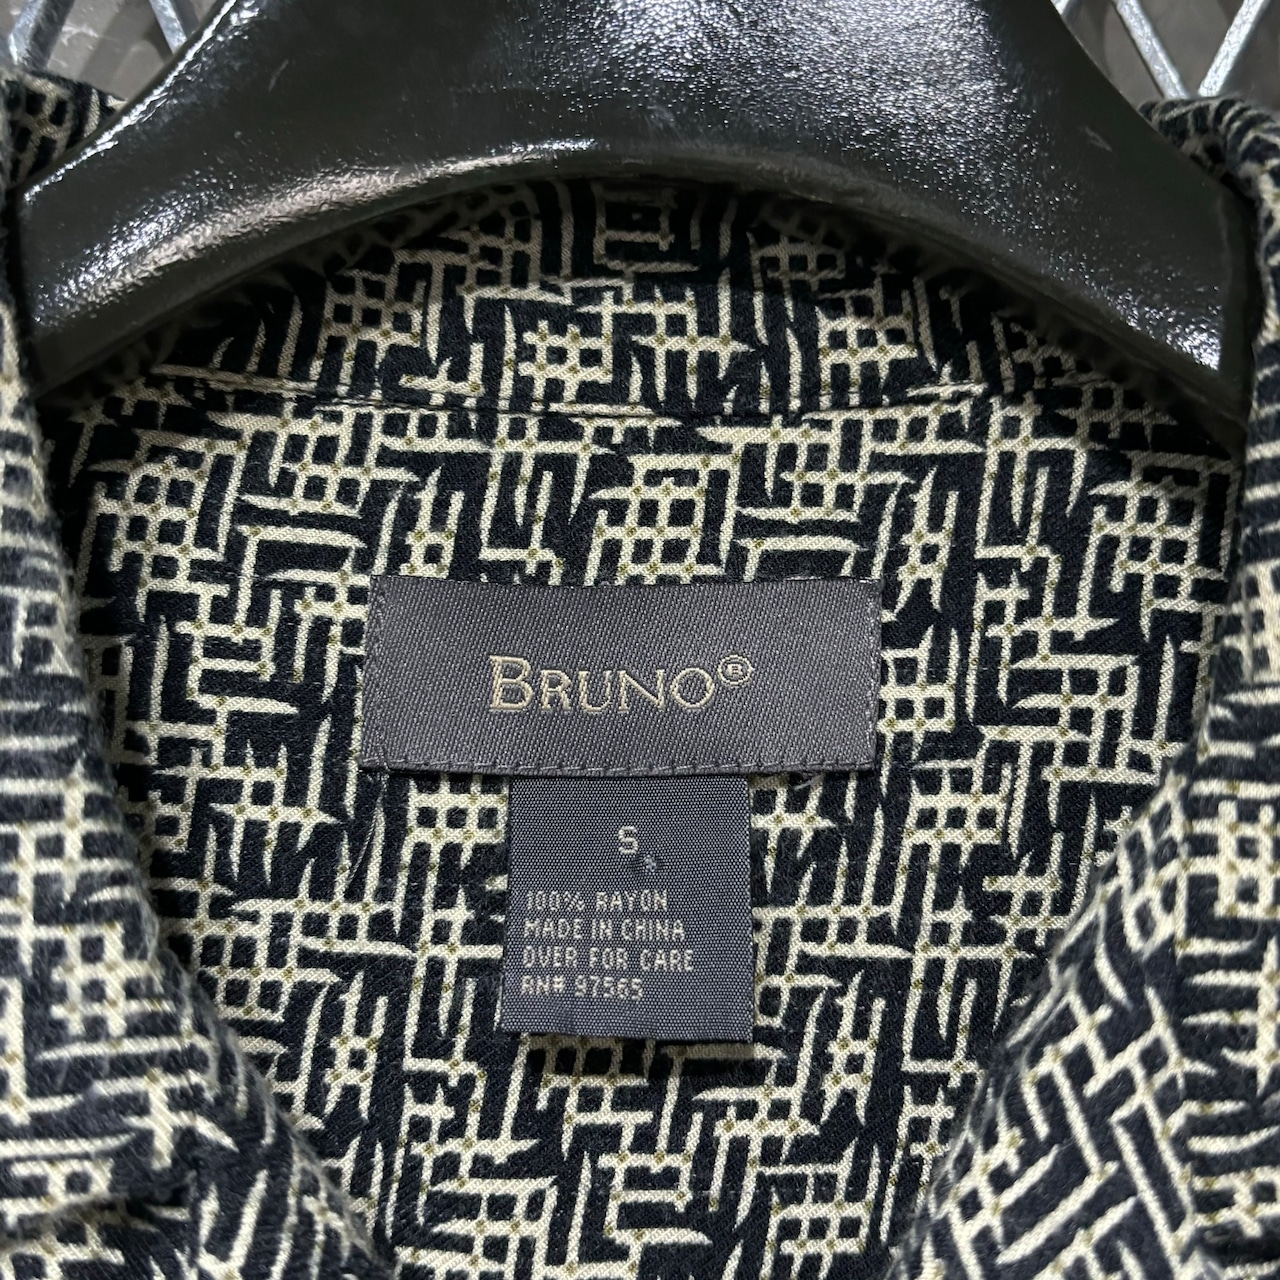 BRUNO®
S
100% RAYON
MADE IN CHINA
OVER FOR CARE
RN# 97565